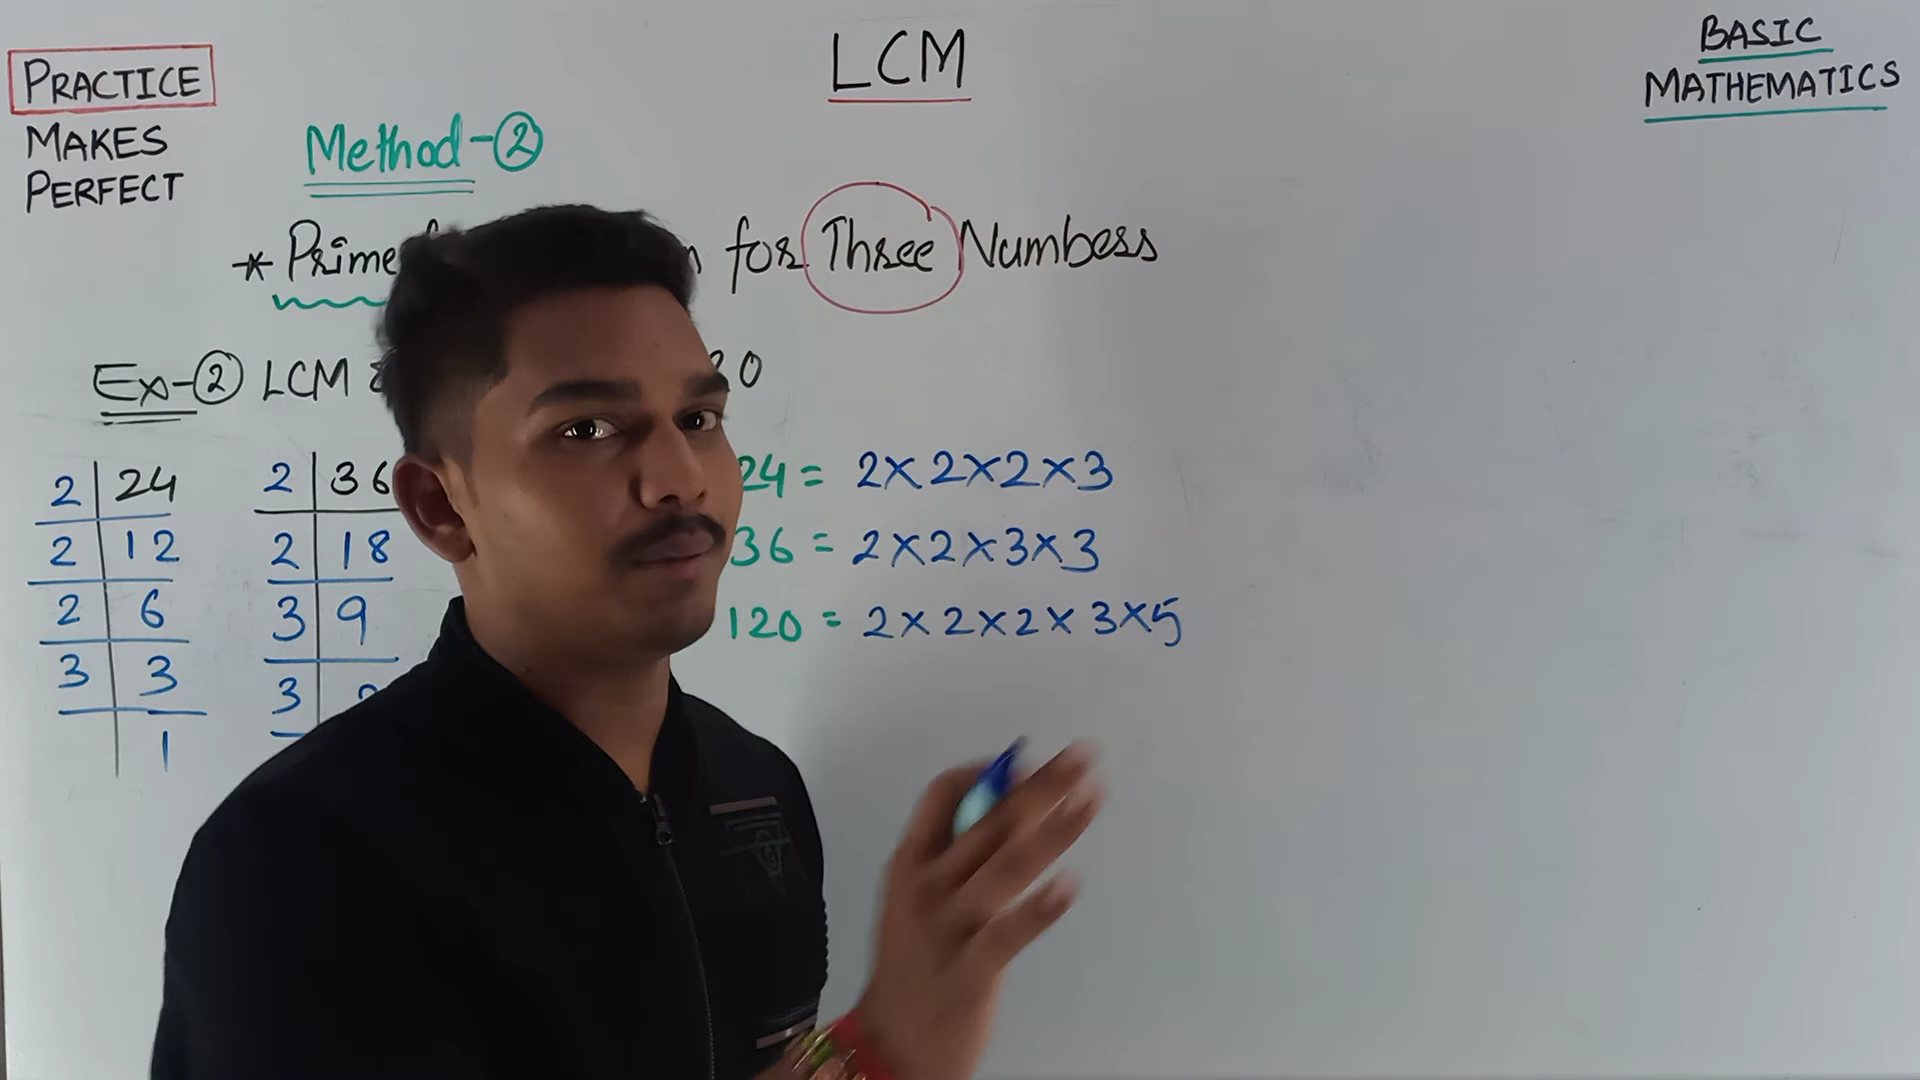 PRACTICE
MAKES
PERFECT
LCM
BASIC
MATHEMATICS
Method-②
* Prime for Three Numbers
Ex-② LCM
2 24
2 12
2 6
3 3
1
2 36
2 18
3 9
3
24 = 2×2×2×3
36 = 2×2×3×3
120 = 2×2×2×3×5